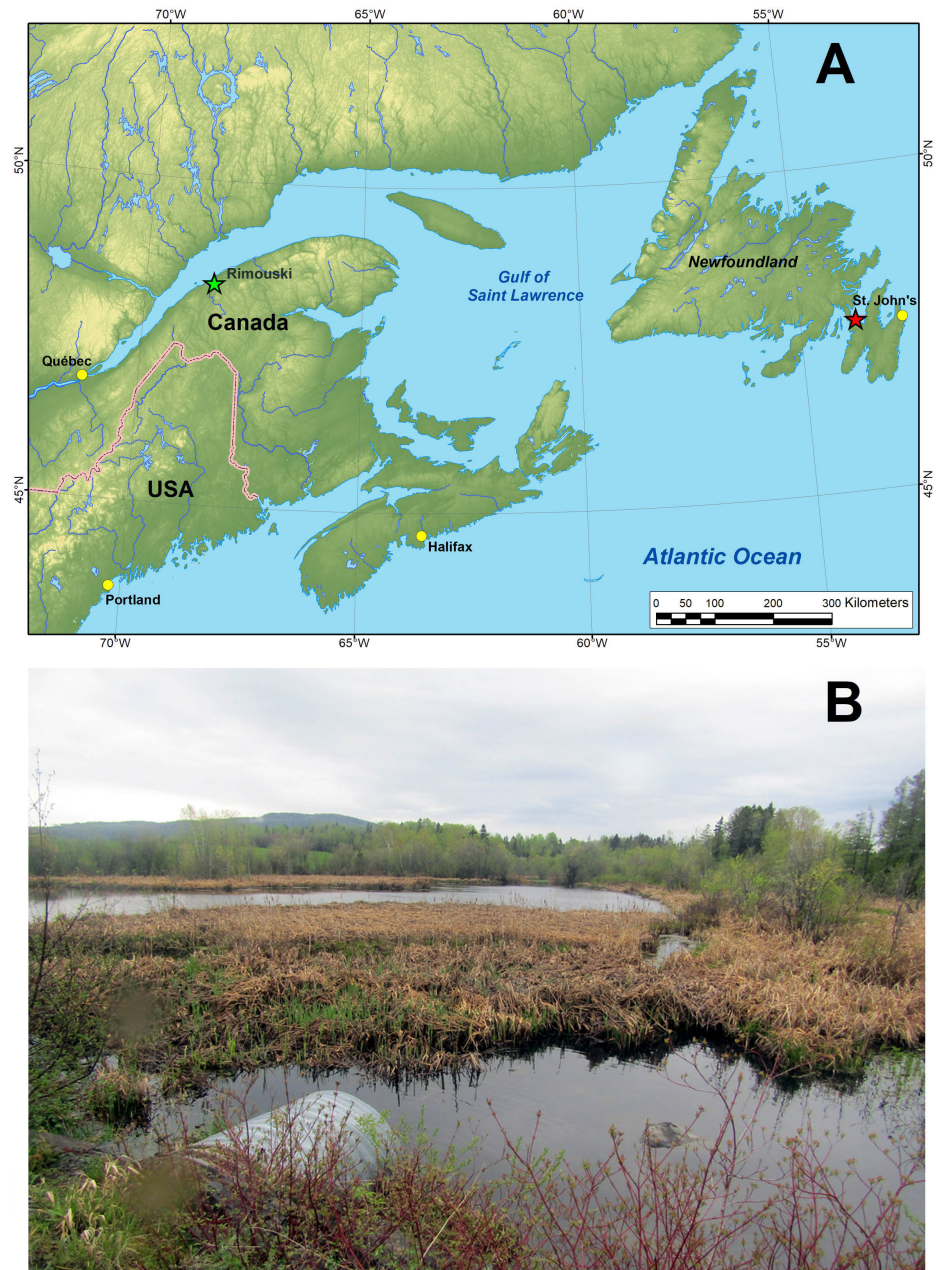 70°W
65°W
60°W
55°W
A
50°N
50°N
Newfoundland
Rimouski
Gulf of
Saint Lawrence
St. John's
Canada
Québec
45°N
45°N
USA
Halifax
Atlantic Ocean
Portland
0 50 100 200 300 Kilometers
70°W
65°W
60°W
55°W
B